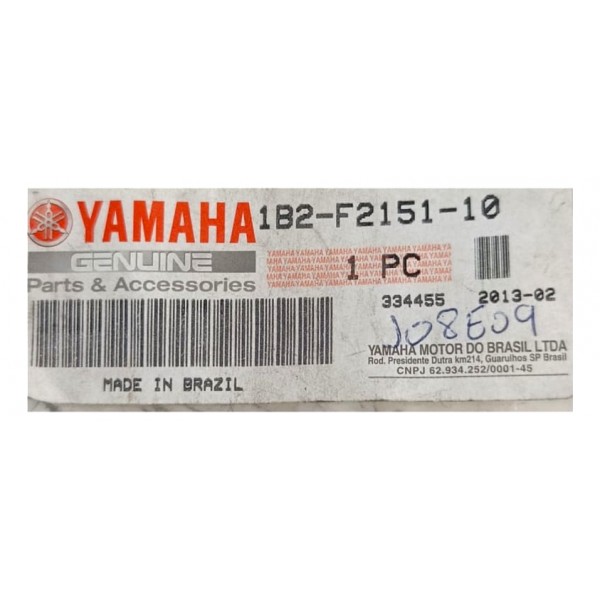 YAMAHA 1B2-F2151-10
GENUINE
Parts & Accessories
1 PC
334455 2013-02
J08E09
YAMAHA MOTOR DO BRASIL LTDA
Rod. Presidente Dutra km214, Guarulhos SP Brasil
CNPJ 62.934.252/0001-45
MADE IN BRAZIL